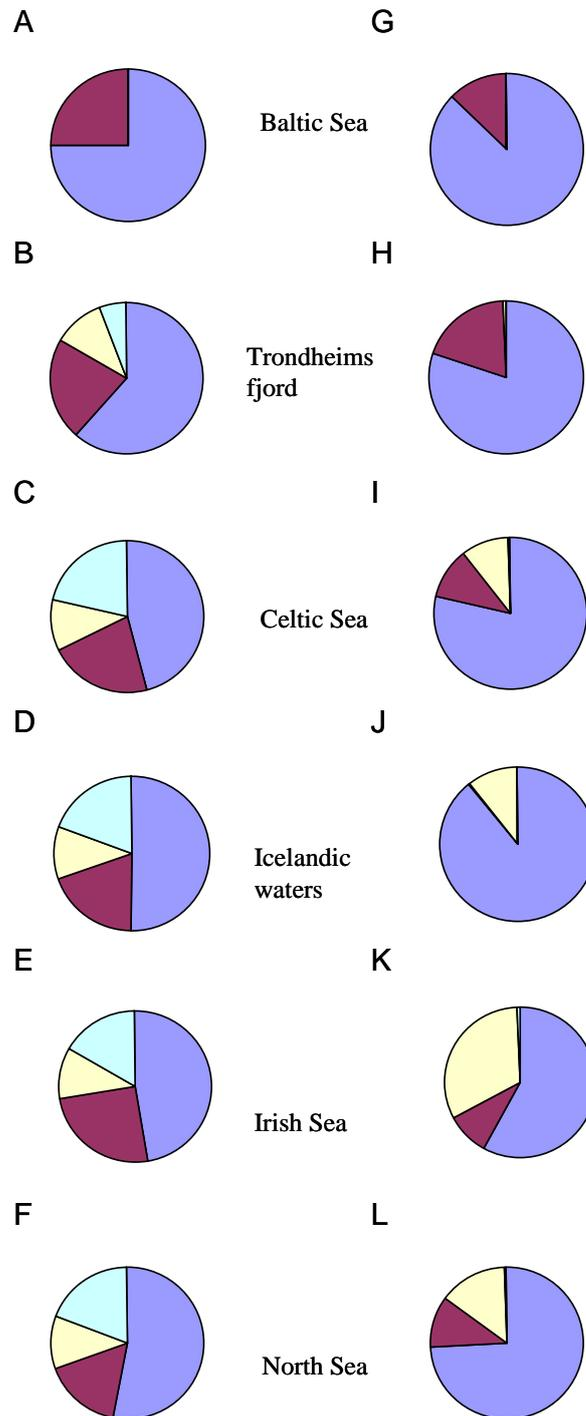 A
G
Baltic Sea
B
H
Trondheims
fjord
C
I
Celtic Sea
D
J
Icelandic
waters
E
K
Irish Sea
F
L
North Sea